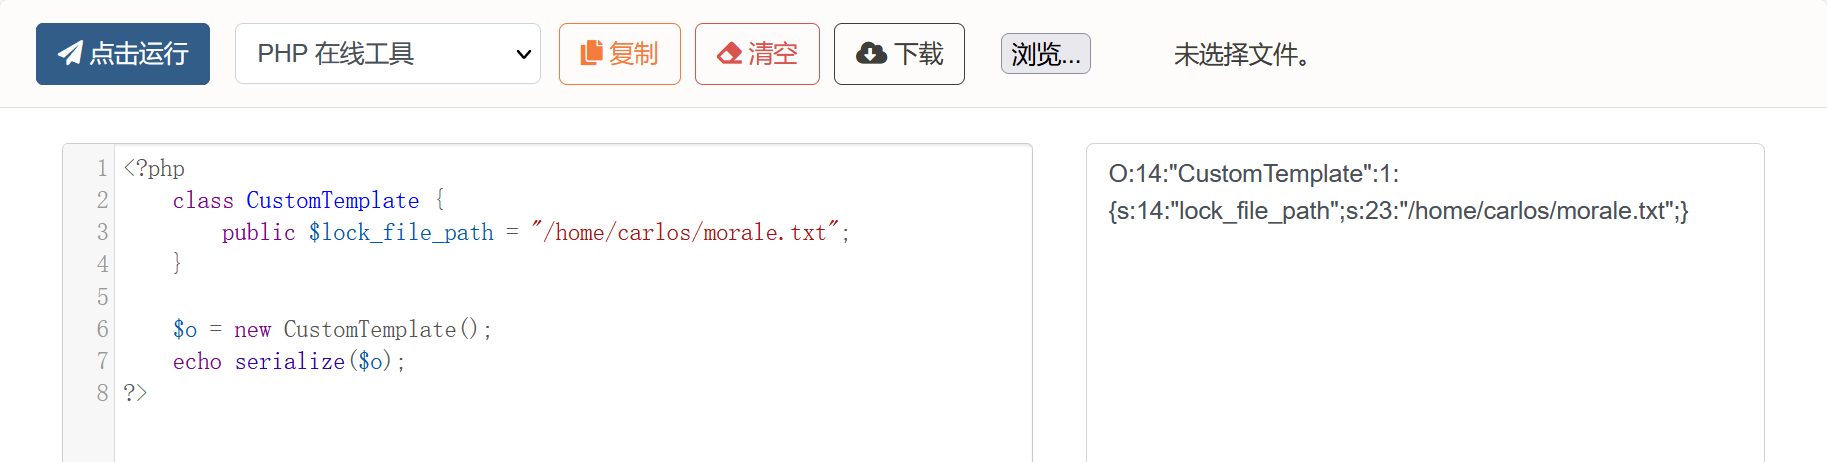 点击运行 PHP 在线工具 复制 清空 下载 浏览... 未选择文件。
1 <?php
2 class CustomTemplate {
3 public $lock_file_path = "/home/carlos/morale.txt";
4 }
5
6 $o = new CustomTemplate();
7 echo serialize($o);
8 ?>
O:14:"CustomTemplate":1:
{s:14:"lock_file_path";s:23:"/home/carlos/morale.txt";}